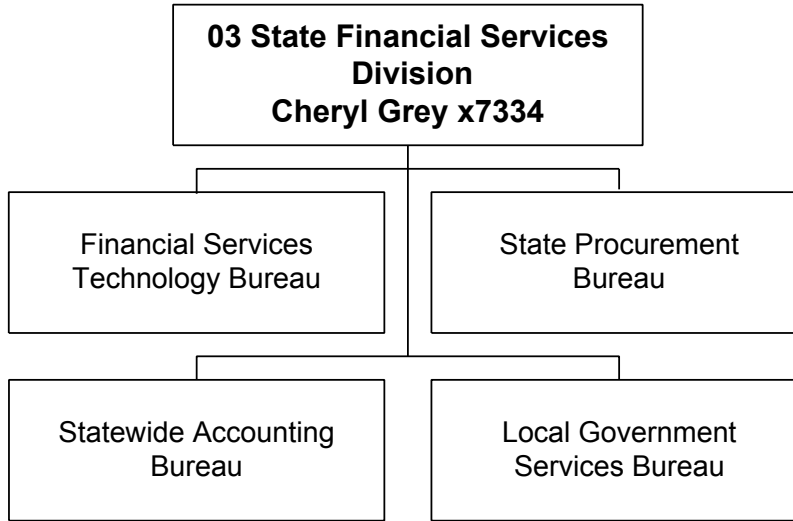 03 State Financial Services
Division
Cheryl Grey x7334
Financial Services
Technology Bureau
State Procurement
Bureau
Statewide Accounting
Bureau
Local Government
Services Bureau